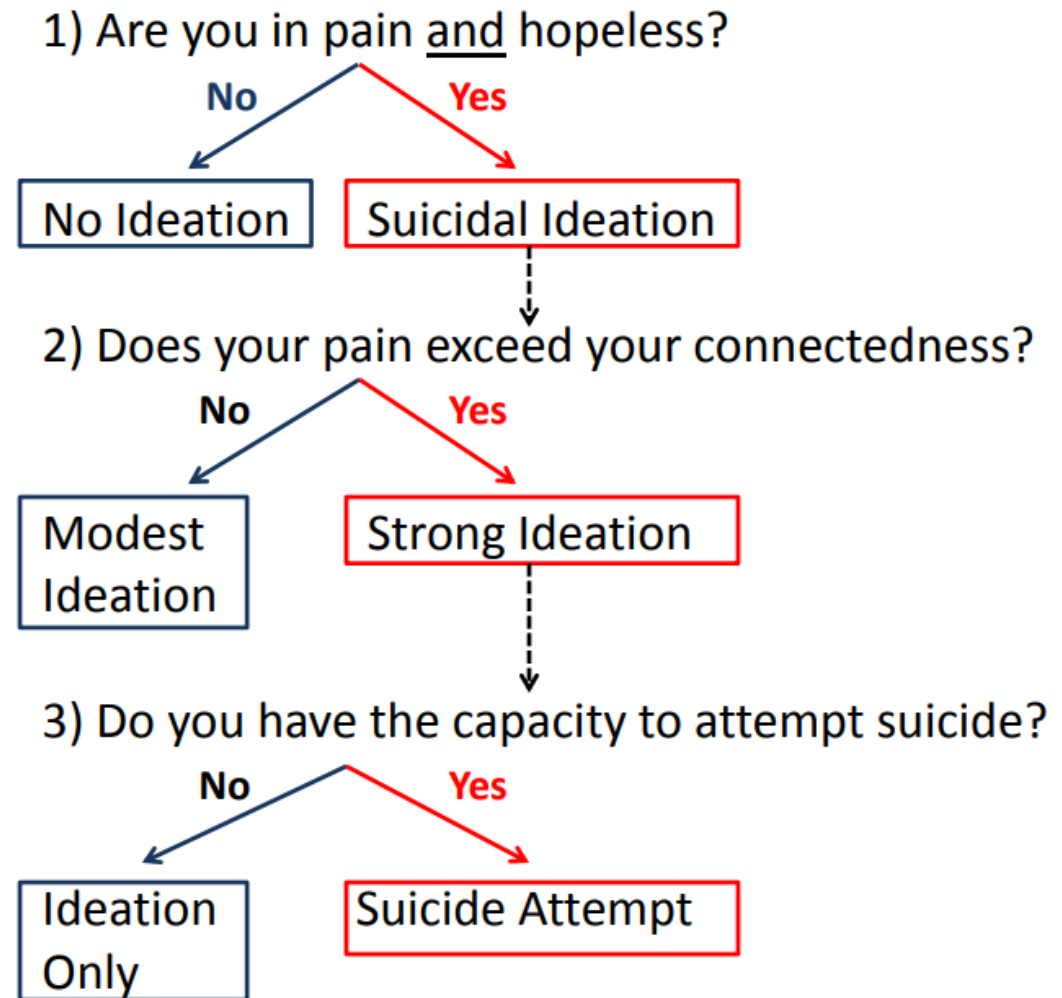 1) Are you in pain and hopeless?
No
Yes
No Ideation
Suicidal Ideation
2) Does your pain exceed your connectedness?
No
Yes
Modest
Ideation
Strong Ideation
3) Do you have the capacity to attempt suicide?
No
Yes
Ideation
Only
Suicide Attempt